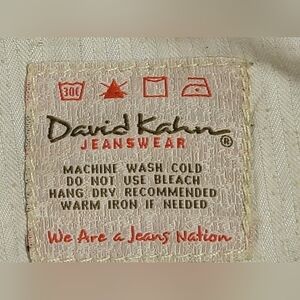 30C
David Kahn®
JEANSWEAR
MACHINE WASH COLD
DO NOT USE BLEACH
HANG DRY RECOMMENDED
WARM IRON IF NEEDED
We Are a Jeans Nation